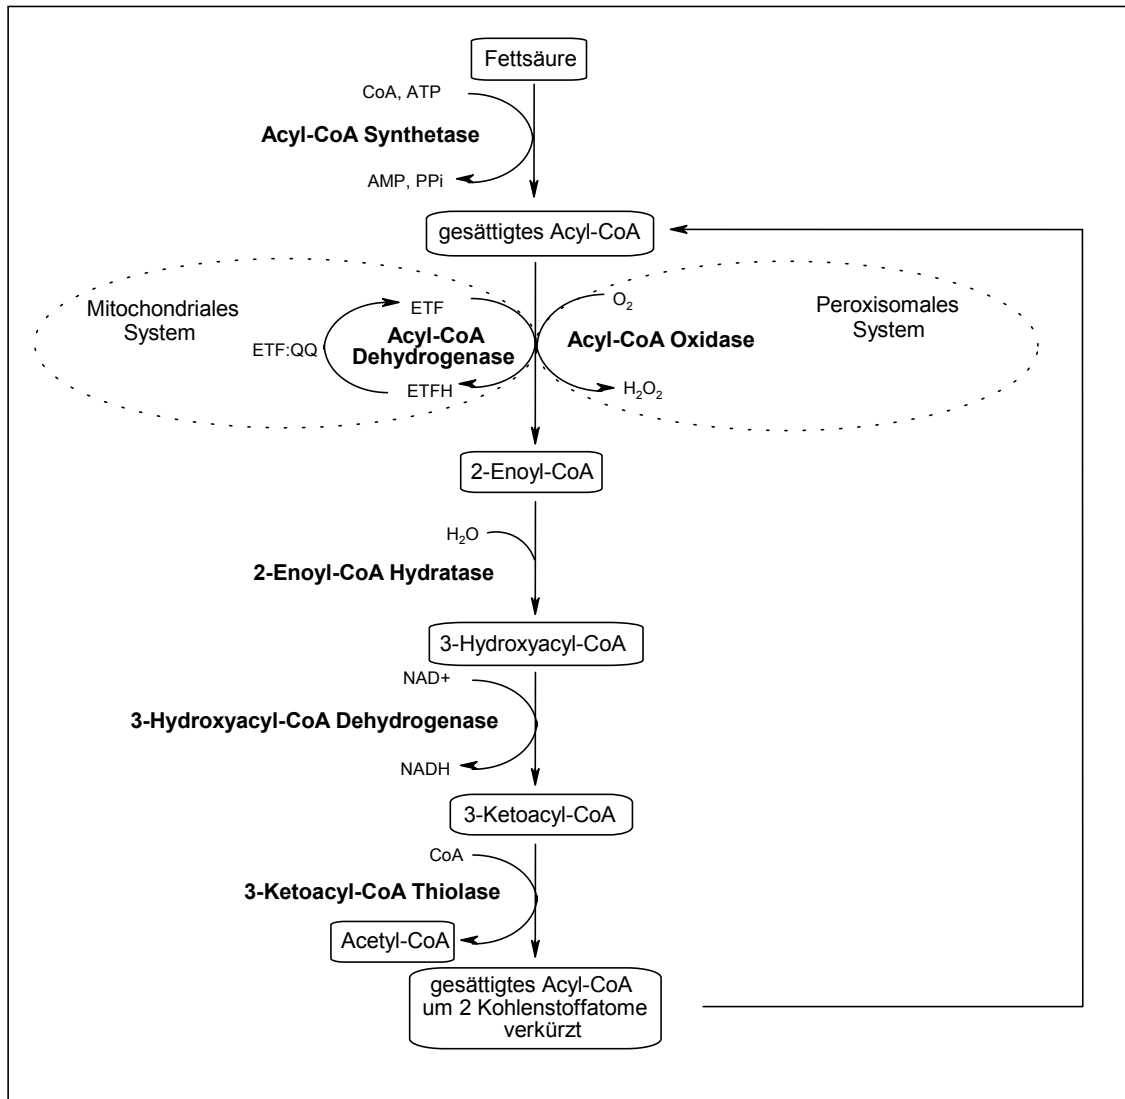 Fettsäure
CoA, ATP
Acyl-CoA Synthetase
AMP, PPi
gesättigtes Acyl-CoA
Mitochondriales
System
ETF
ETF:QQ
Acyl-CoA
Dehydrogenase
ETFH
O₂
Acyl-CoA Oxidase
H₂O₂
Peroxisomales
System
2-Enoyl-CoA
H₂O
2-Enoyl-CoA Hydratase
3-Hydroxyacyl-CoA
NAD+
3-Hydroxyacyl-CoA Dehydrogenase
NADH
3-Ketoacyl-CoA
CoA
3-Ketoacyl-CoA Thiolase
Acetyl-CoA
gesättigtes Acyl-CoA
um 2 Kohlenstoffatome
verkürzt